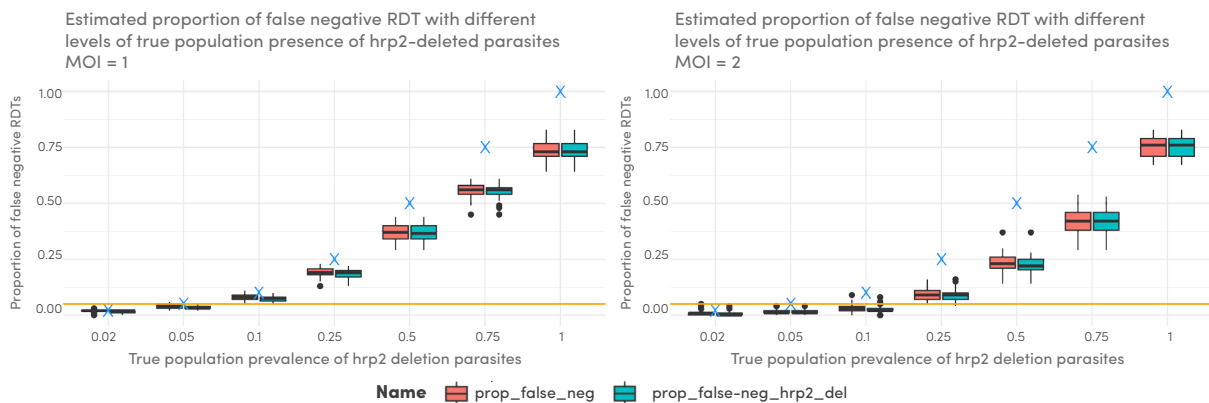 Estimated proportion of false negative RDT with different
levels of true population presence of hrp2-deleted parasites
MOI = 1
Proportion of false negative RDTs
1.00
0.75
0.50
0.25
0.00
0.02
0.05
0.1
0.25
0.5
0.75
1
True population prevalence of hrp2 deletion parasites
Estimated proportion of false negative RDT with different
levels of true population presence of hrp2-deleted parasites
MOI = 2
Proportion of false negative RDTs
1.00
0.75
0.50
0.25
0.00
0.02
0.05
0.1
0.25
0.5
0.75
1
True population prevalence of hrp2 deletion parasites
Name prop_false_neg prop_false-neg_hrp2_del